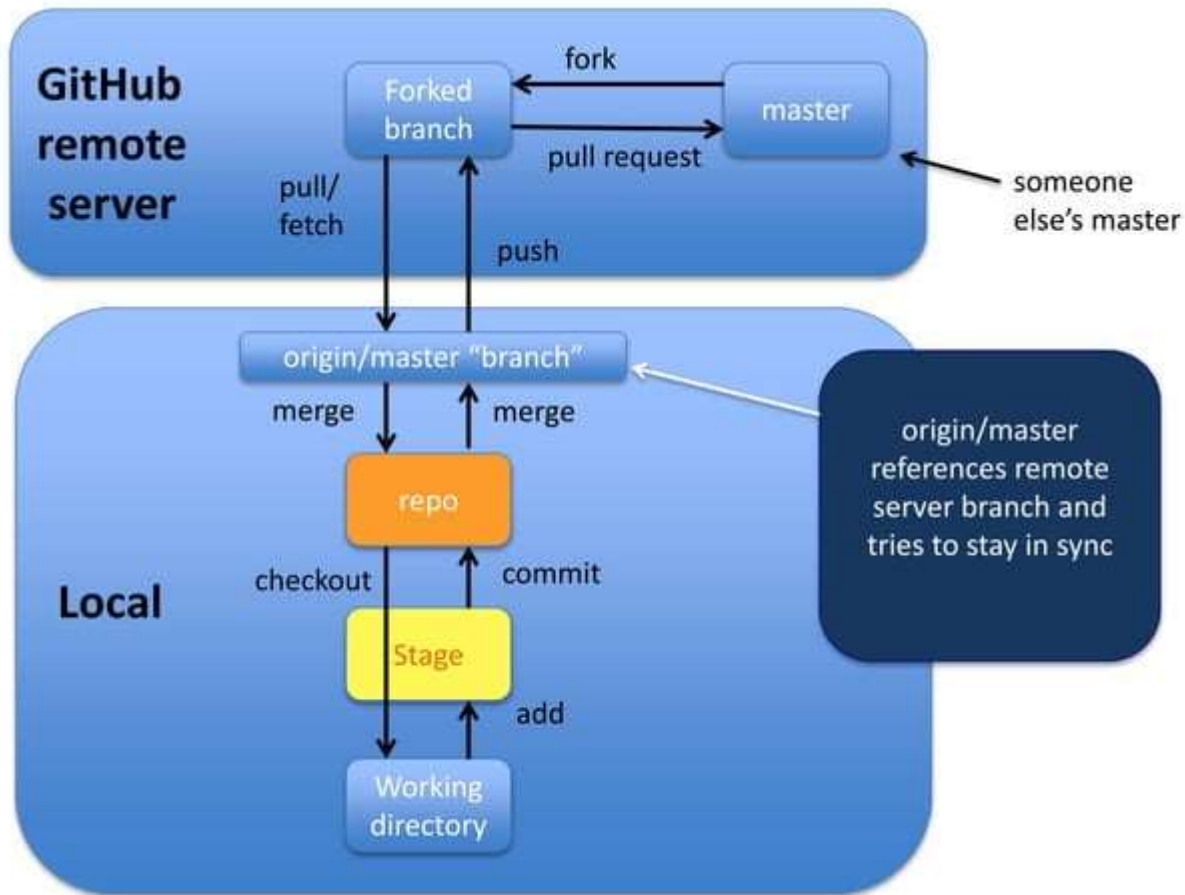 GitHub
remote
server
fork
Forked
branch
master
pull request
someone
else’s master
pull/
fetch
push
origin/master “branch”
merge
merge
origin/master
references remote
server branch and
tries to stay in sync
repo
checkout
commit
Local
Stage
add
Working
directory